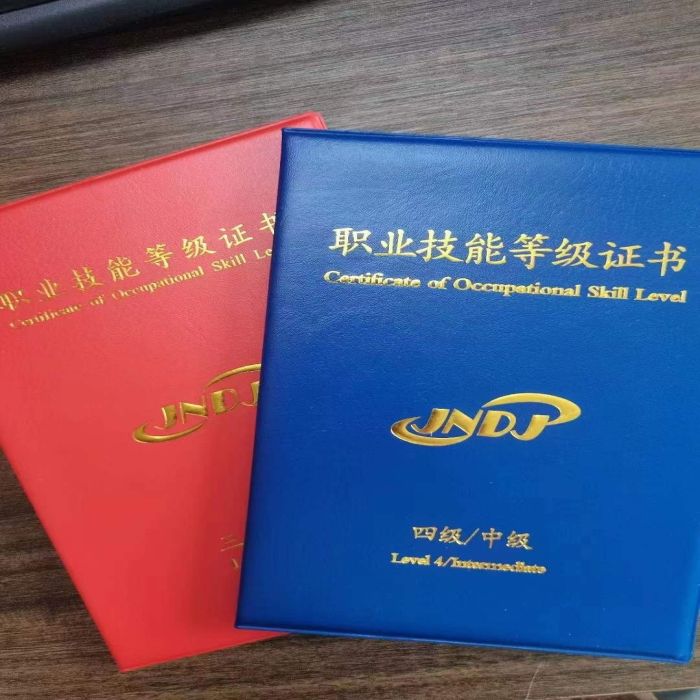 职业技能等级证书
Certificate of Occupational Skill Level
JNDJ
三
职业技能等级证书
Certificate of Occupational Skill Level
JNDJ
四级/中级
Level 4/Intermediate